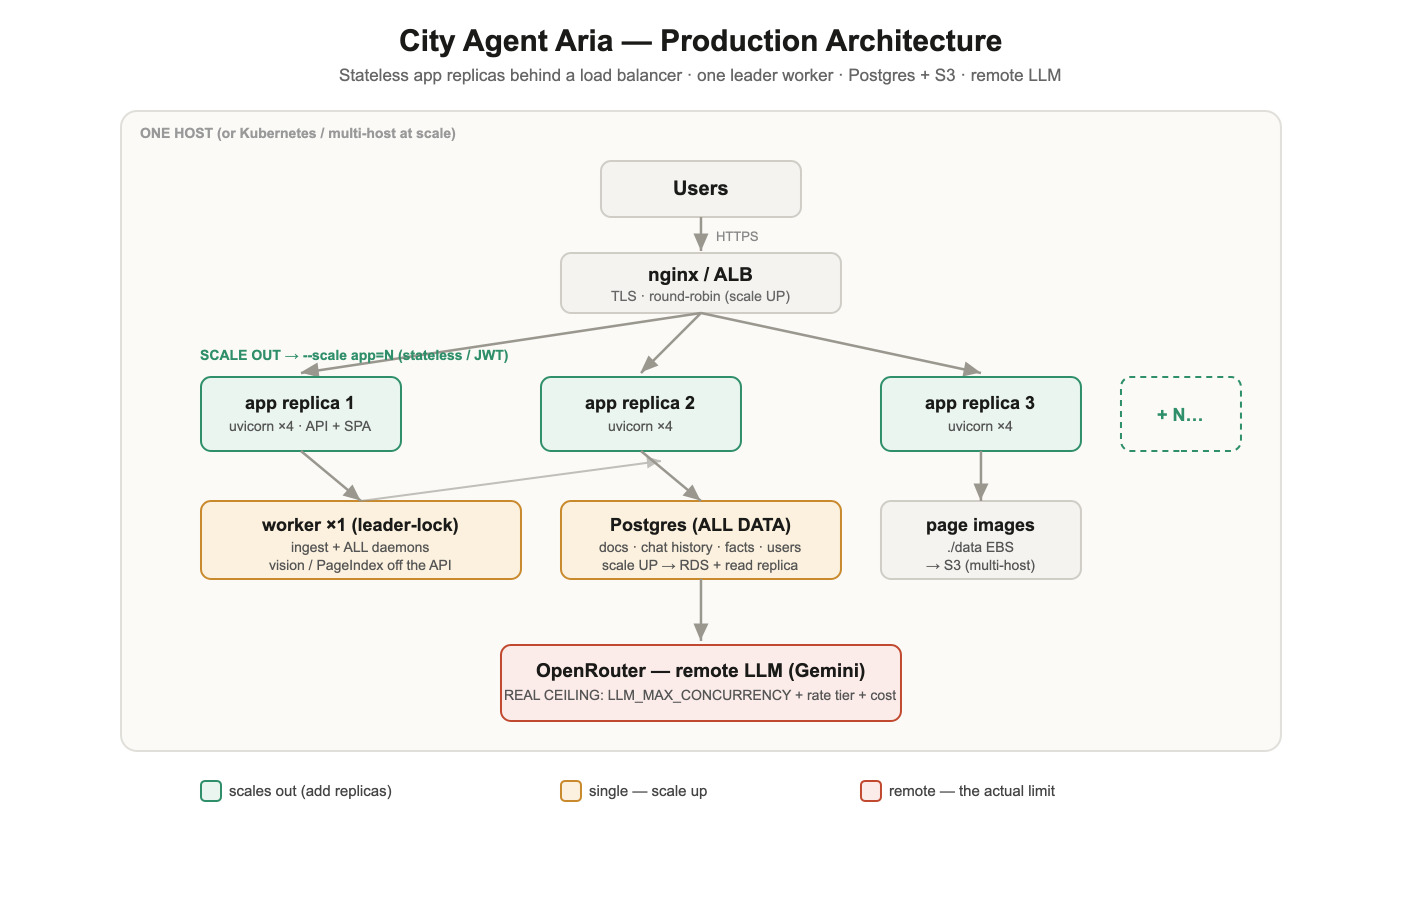 City Agent Aria — Production Architecture
Stateless app replicas behind a load balancer · one leader worker · Postgres + S3 · remote LLM
ONE HOST (or Kubernetes / multi-host at scale)
Users
HTTPS
nginx / ALB
TLS · round-robin (scale UP)
SCALE OUT → --scale app=N (stateless / JWT)
app replica 1
uvicorn ×4 · API + SPA
app replica 2
uvicorn ×4
app replica 3
uvicorn ×4
+ N…
worker ×1 (leader-lock)
ingest + ALL daemons
vision / PageIndex off the API
Postgres (ALL DATA)
docs · chat history · facts · users
scale UP → RDS + read replica
page images
./data EBS
→ S3 (multi-host)
OpenRouter — remote LLM (Gemini)
REAL CEILING: LLM_MAX_CONCURRENCY + rate tier + cost
scales out (add replicas)
single — scale up
remote — the actual limit